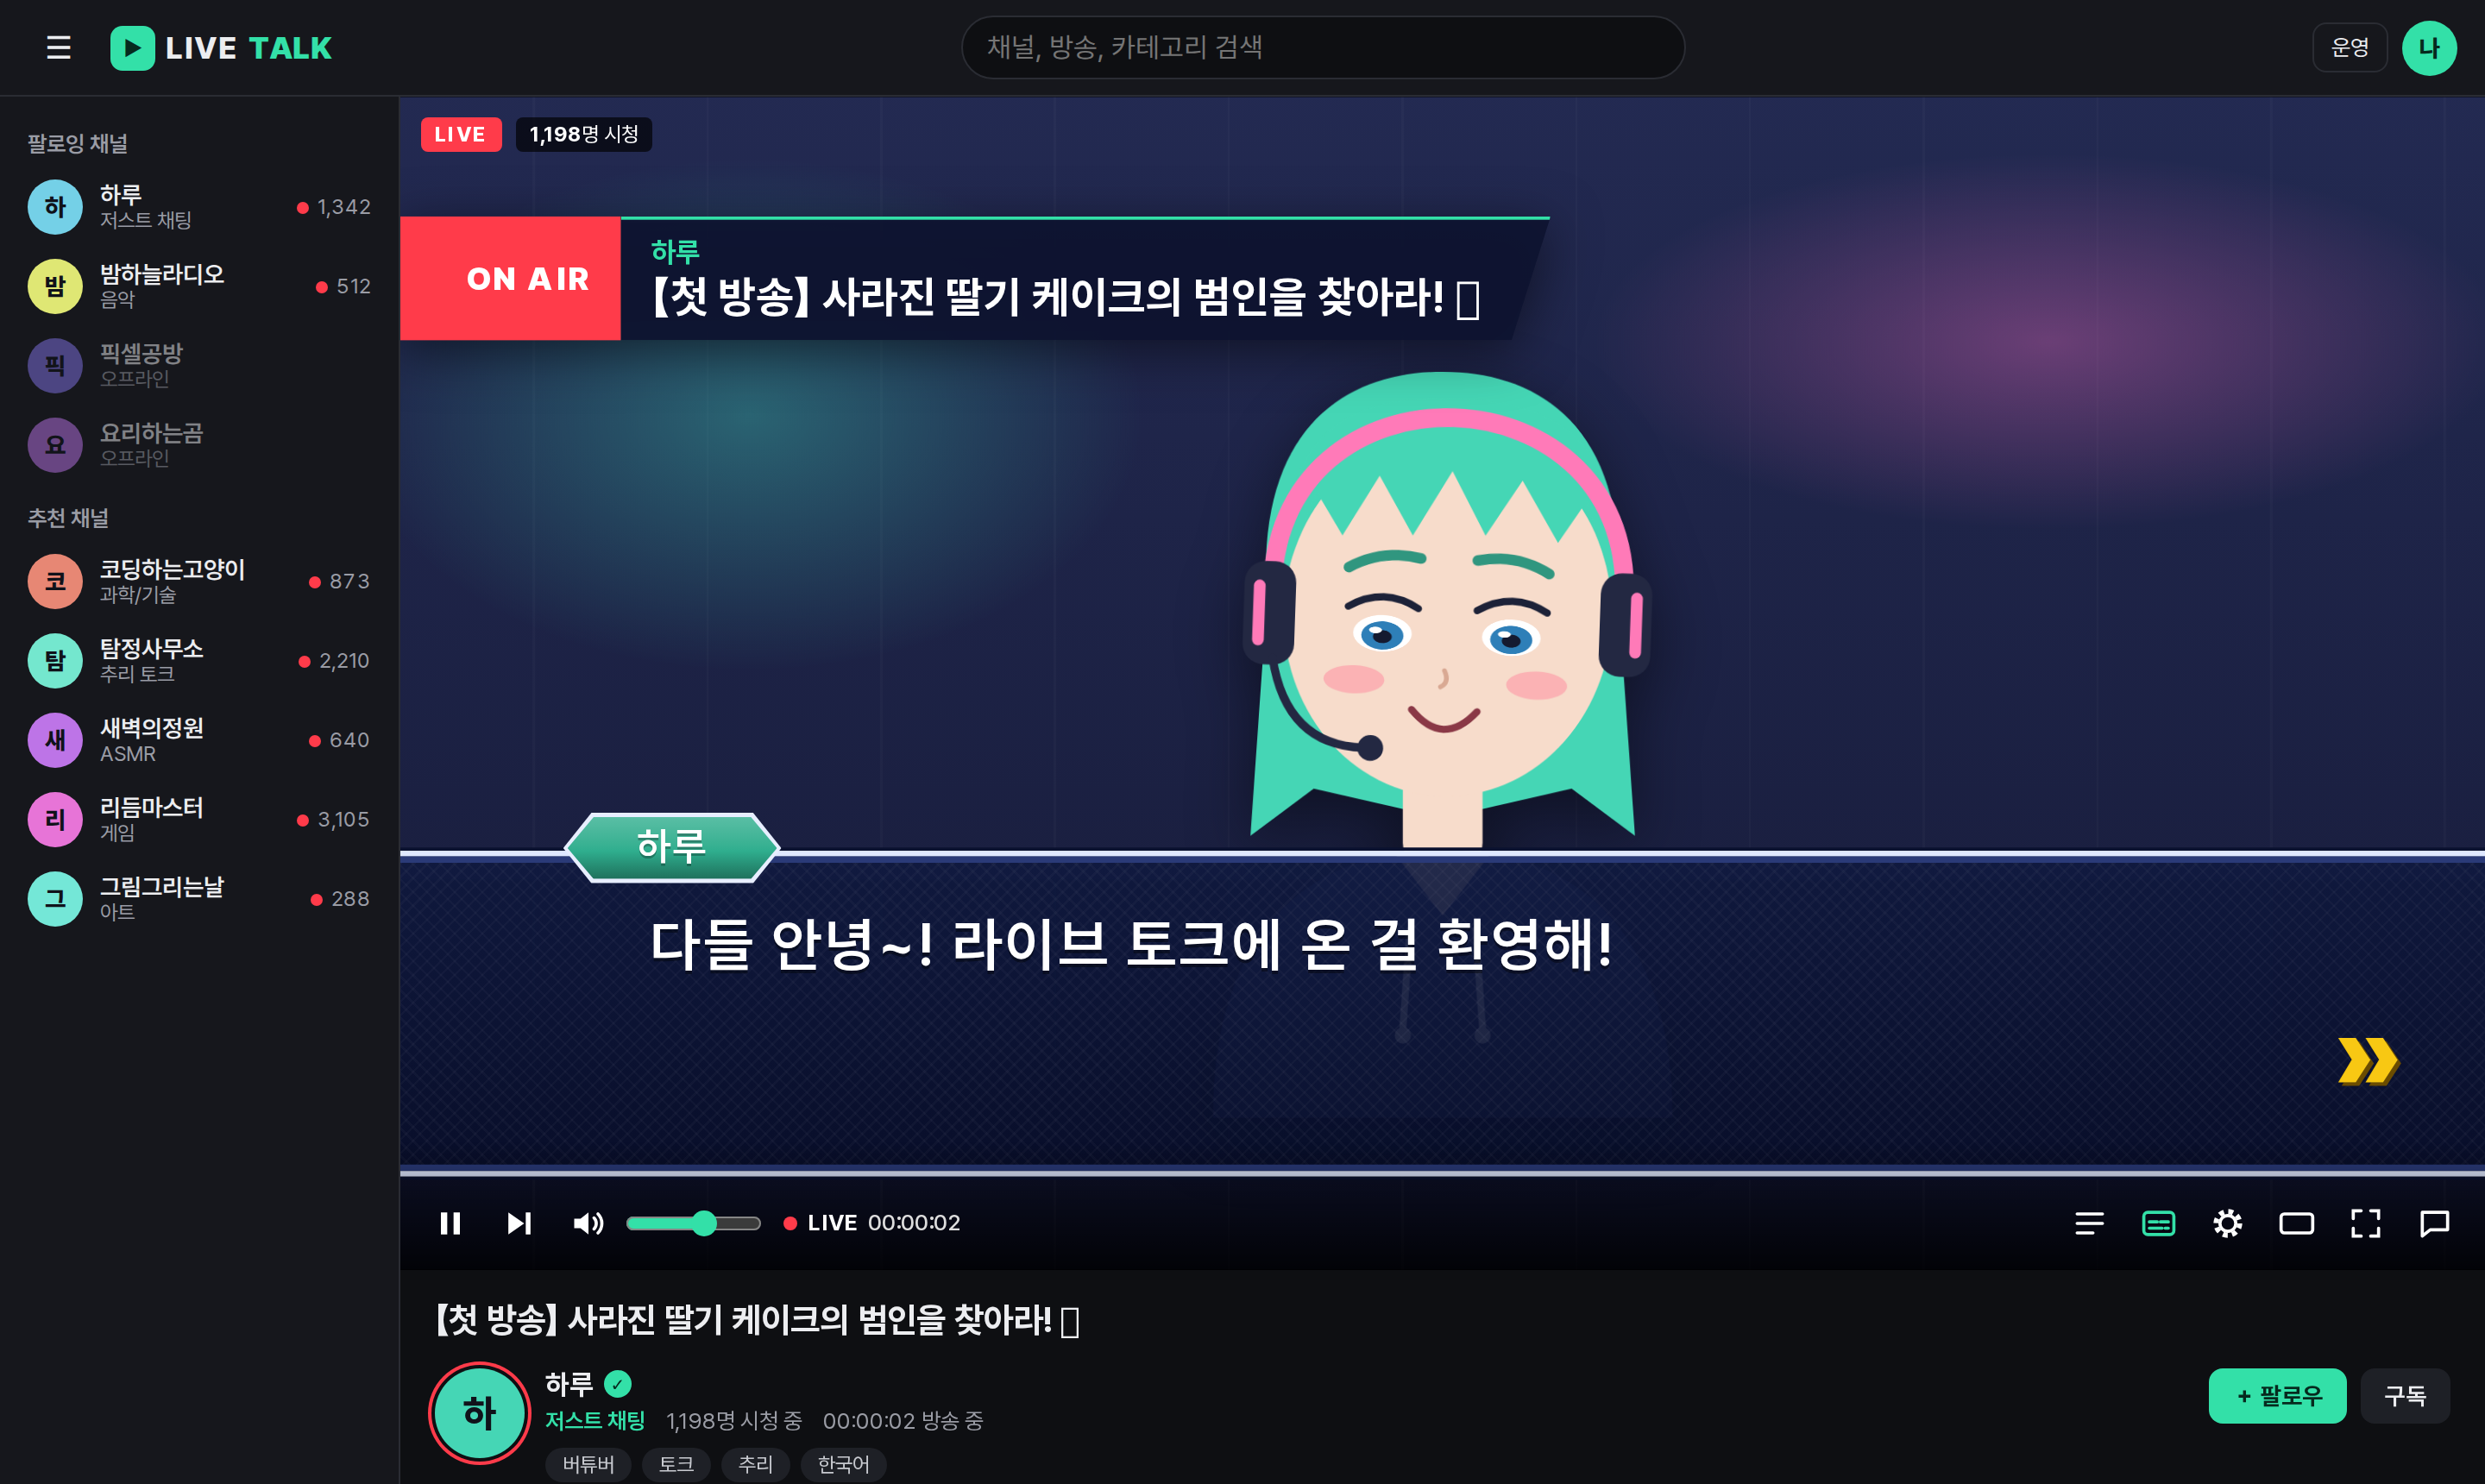 LIVE TALK
채널, 방송, 카테고리 검색
운영
나
팔로잉 채널
하
하루
저스트 채팅
1,342
밤
밤하늘라디오
음악
512
픽
픽셀공방
오프라인
요
요리하는곰
오프라인
추천 채널
코
코딩하는고양이
과학/기술
873
탐
탐정사무소
추리 토크
2,210
새
새벽의정원
ASMR
640
리
리듬마스터
게임
3,105
그
그림그리는날
아트
288
LIVE
1,198명 시청
ON AIR
하루
【첫 방송】 사라진 딸기 케이크의 범인을 찾아라!
하루
다들 안녕~! 라이브 토크에 온 걸 환영해!
LIVE 00:00:02
【첫 방송】 사라진 딸기 케이크의 범인을 찾아라!
하
하루 ✓
저스트 채팅 1,198명 시청 중 00:00:02 방송 중
버튜버 토크 추리 한국어
+ 팔로우
구독